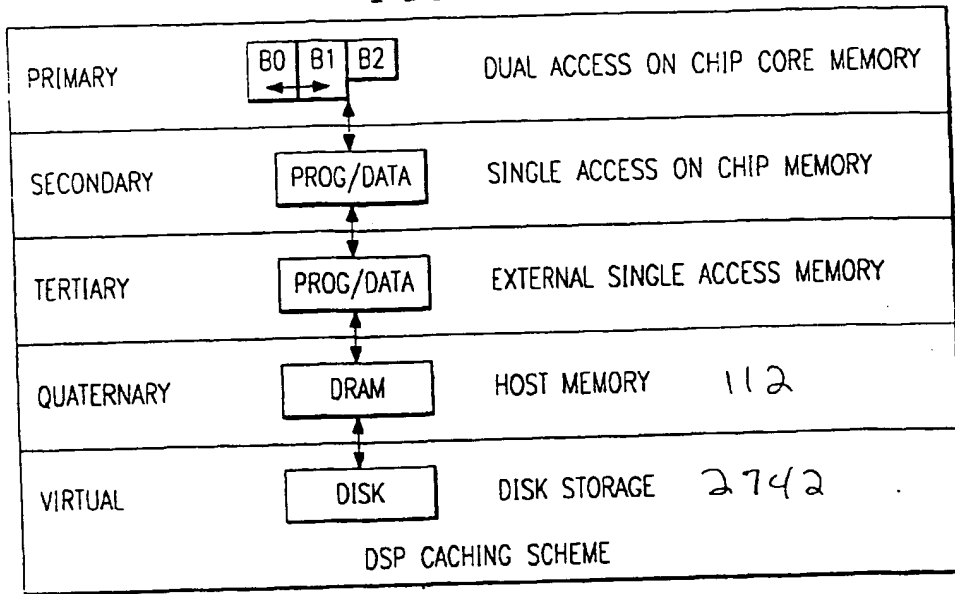 PRIMARY B0 B1 B2 DUAL ACCESS ON CHIP CORE MEMORY
SECONDARY PROG/DATA SINGLE ACCESS ON CHIP MEMORY
TERTIARY PROG/DATA EXTERNAL SINGLE ACCESS MEMORY
QUATERNARY DRAM HOST MEMORY 112
VIRTUAL DISK DISK STORAGE 2742
DSP CACHING SCHEME